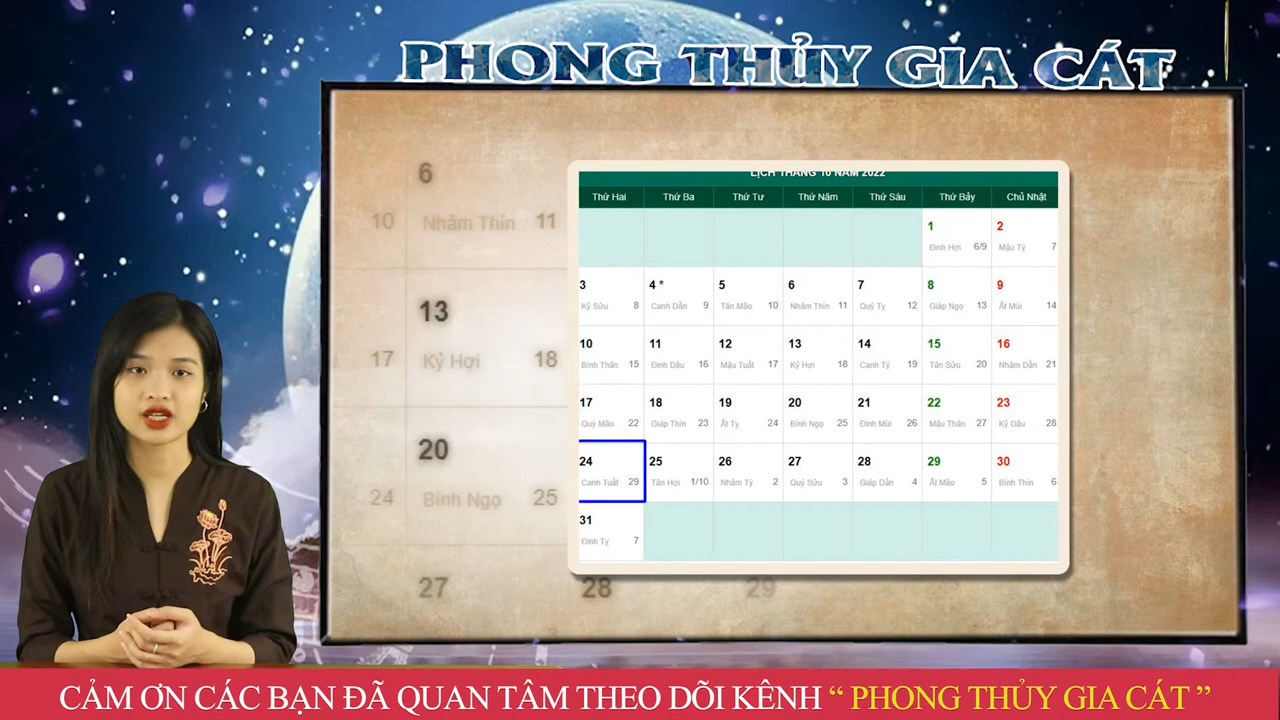 PHONG THỦY GIA CÁT
LỊCH THÁNG 10 NĂM 2022
Thứ Hai Thứ Ba Thứ Tư Thứ Năm Thứ Sáu Thứ Bảy Chủ Nhật
1 2
Đinh Hợi 6/9 Mậu Tý 7
3 4 * 5 6 7 8 9
Kỷ Sửu 8 Canh Dần 9 Tân Mão 10 Nhâm Thìn 11 Quý Tỵ 12 Giáp Ngọ 13 Ất Mùi 14
10 11 12 13 14 15 16
Bính Thân 15 Đinh Dậu 16 Mậu Tuất 17 Kỷ Hợi 18 Canh Tý 19 Tân Sửu 20 Nhâm Dần 21
17 18 19 20 21 22 23
Quý Mão 22 Giáp Thìn 23 Ất Tỵ 24 Bính Ngọ 25 Đinh Mùi 26 Mậu Thân 27 Kỷ Dậu 28
24 25 26 27 28 29 30
Canh Tuất 29 Tân Hợi 1/10 Nhâm Tý 2 Quý Sửu 3 Giáp Dần 4 Ất Mão 5 Bính Thìn 6
31
Đinh Tỵ 7
6
10 Nhâm Thìn 11
13
17 Kỷ Hợi 18
20
24 Bính Ngọ 25
27 28 29
CẢM ƠN CÁC BẠN ĐÃ QUAN TÂM THEO DÕI KÊNH “ PHONG THỦY GIA CÁT ”